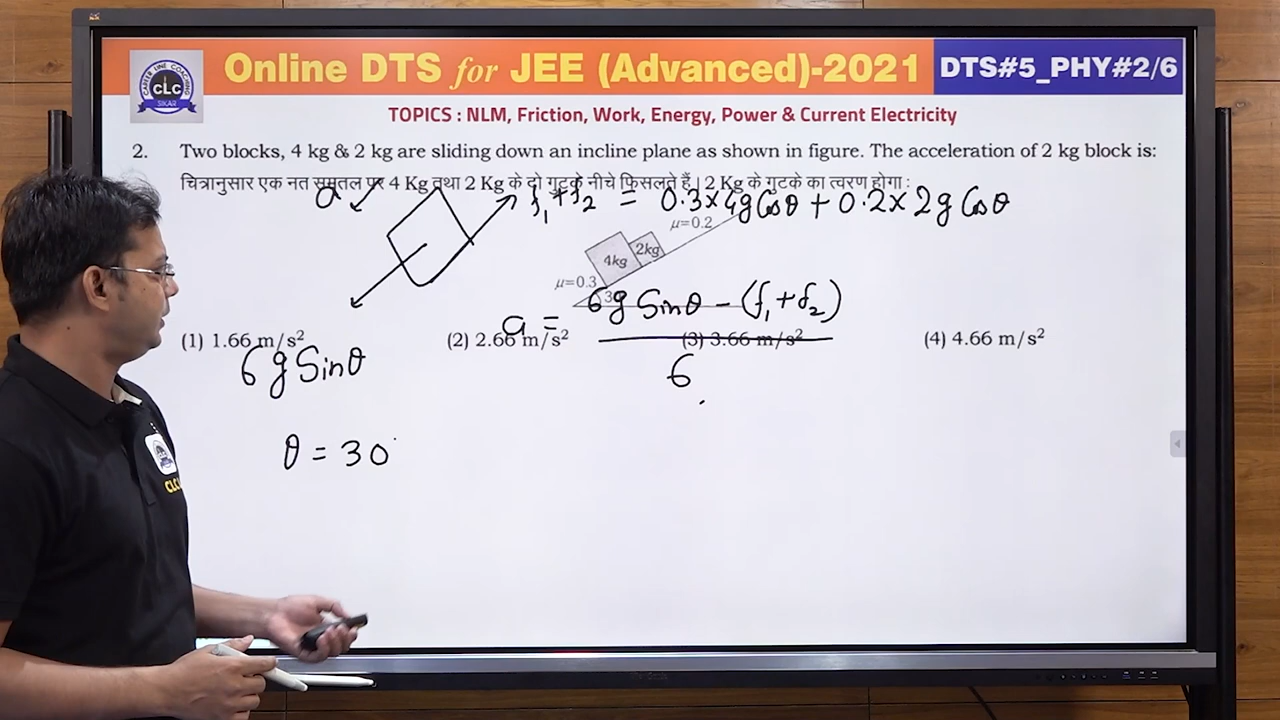 Online DTS for JEE (Advanced)-2021
DTS#5_PHY#2/6
CAREER LINE COACHING
CLC
SIKAR
TOPICS : NLM, Friction, Work, Energy, Power & Current Electricity
2. Two blocks, 4 kg & 2 kg are sliding down an incline plane as shown in figure. The acceleration of 2 kg block is:
चित्रानुसार एक नत समतल पर 4 Kg तथा 2 Kg के दो गुटके नीचे फिसलते हैं। 2 Kg के गुटके का त्वरण होगा :
a
f₁+f₂ = 0.3×4g Cosθ + 0.2×2g Cosθ
μ=0.2
2kg
4kg
μ=0.3
a = 6g Sinθ − (f₁+f₂)
6
(1) 1.66 m/s² (2) 2.66 m/s² (3) 3.66 m/s² (4) 4.66 m/s²
6g Sinθ
θ = 30
CLC